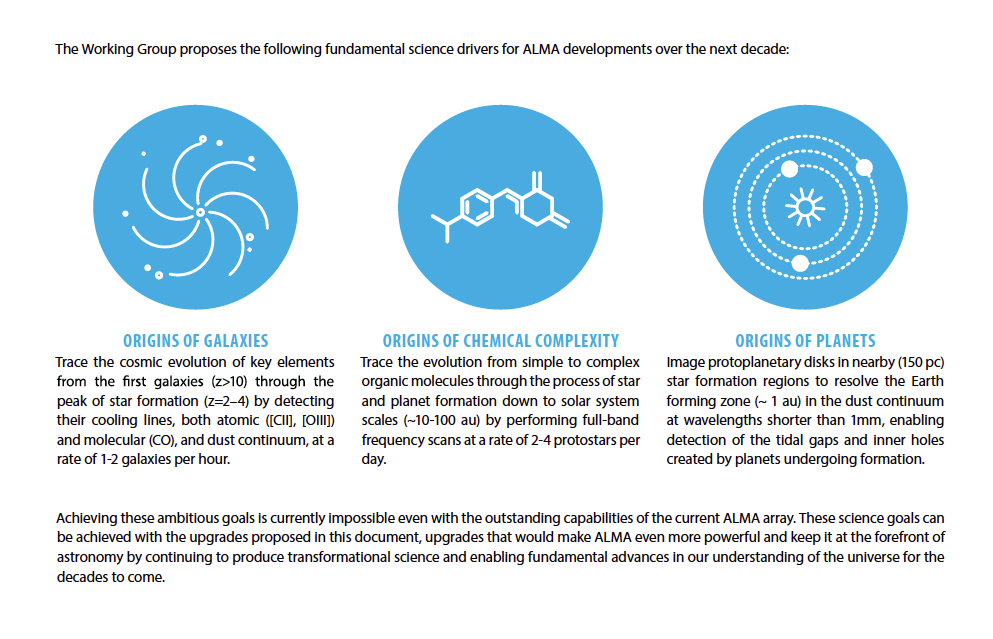 The Working Group proposes the following fundamental science drivers for ALMA developments over the next decade:
ORIGINS OF GALAXIES
Trace the cosmic evolution of key elements
from the first galaxies (z>10) through the
peak of star formation (z=2–4) by detecting
their cooling lines, both atomic ([CII], [OIII])
and molecular (CO), and dust continuum, at a
rate of 1-2 galaxies per hour.
ORIGINS OF CHEMICAL COMPLEXITY
Trace the evolution from simple to complex
organic molecules through the process of star
and planet formation down to solar system
scales (~10-100 au) by performing full-band
frequency scans at a rate of 2-4 protostars per
day.
ORIGINS OF PLANETS
Image protoplanetary disks in nearby (150 pc)
star formation regions to resolve the Earth
forming zone (~ 1 au) in the dust continuum
at wavelengths shorter than 1mm, enabling
detection of the tidal gaps and inner holes
created by planets undergoing formation.
Achieving these ambitious goals is currently impossible even with the outstanding capabilities of the current ALMA array. These science goals can
be achieved with the upgrades proposed in this document, upgrades that would make ALMA even more powerful and keep it at the forefront of
astronomy by continuing to produce transformational science and enabling fundamental advances in our understanding of the universe for the
decades to come.